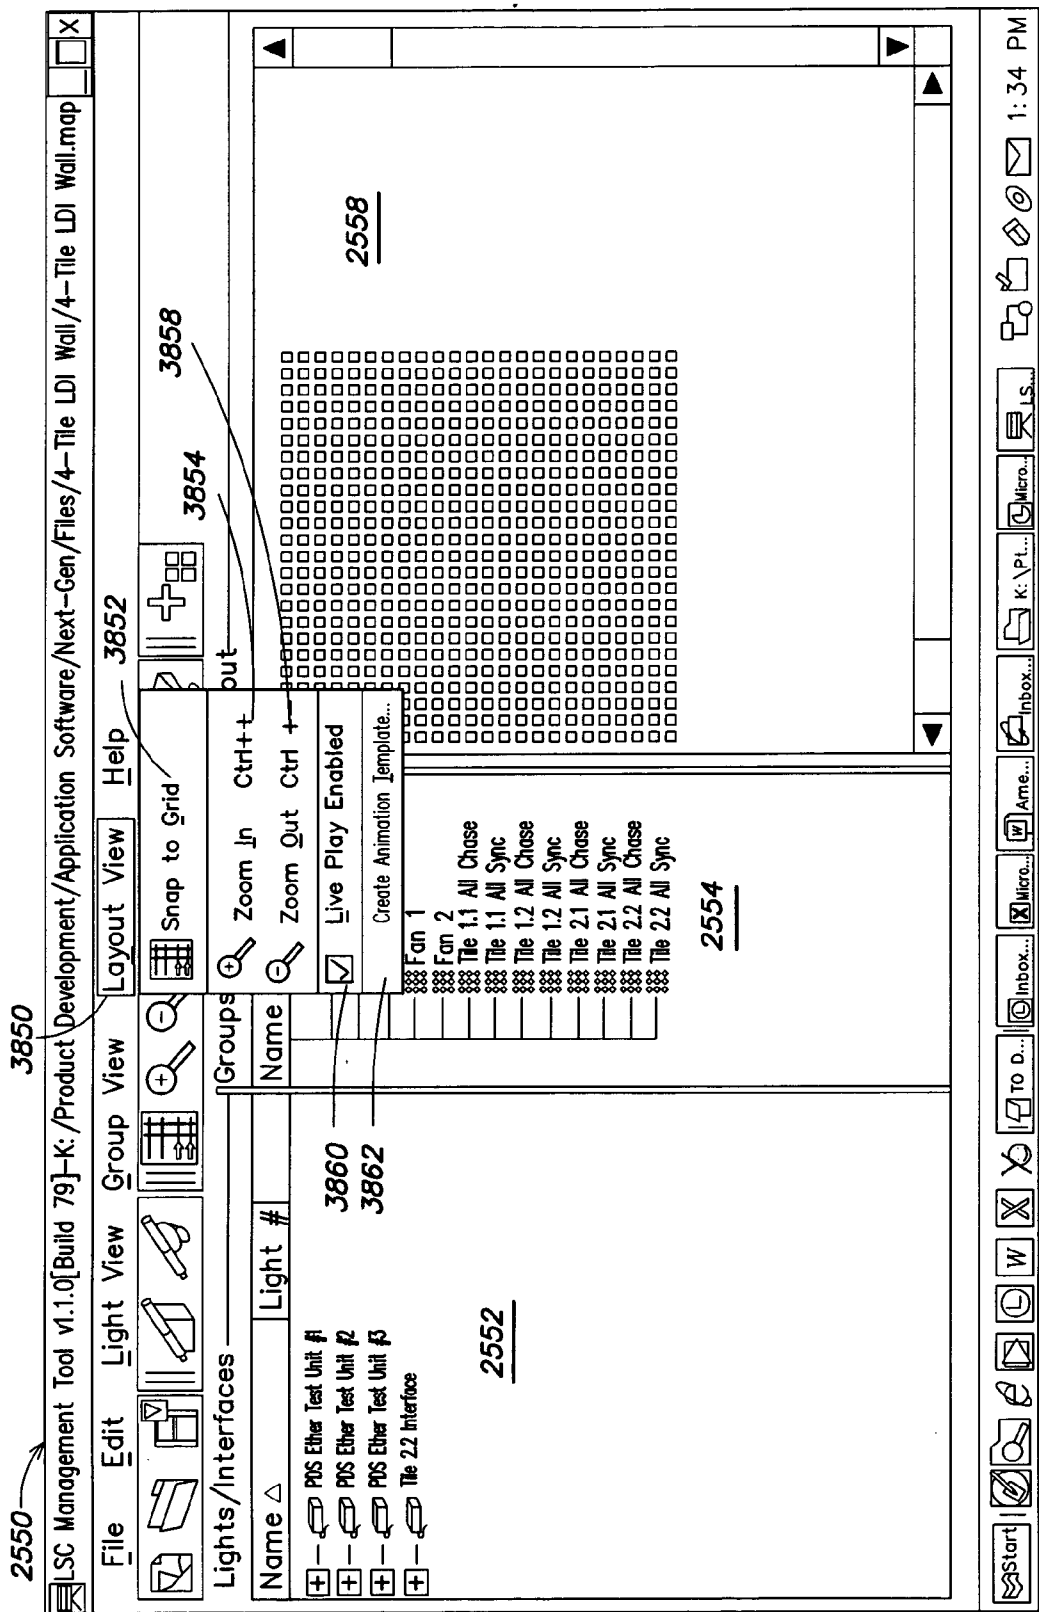 2550
3850
LSC Management Tool v1.1.0[Build 79]-K:/Product Development/Application Software/Next-Gen/Files/4-Tile LDI Wall/4-Tile LDI Wall.map
X
File Edit Light View Group View Layout View Help
3852
Snap to Grid
Zoom In Ctrl++
Zoom Out Ctrl +
Live Play Enabled
Create Animation Template...
3854
3858
3860
3862
Lights/Interfaces
Groups
out
Name
Light #
Name
PDS Ether Test Unit #1
PDS Ether Test Unit #2
PDS Ether Test Unit #3
Tile 2.2 Interface
2552
Fan 1
Fan 2
Tile 1.1 All Chase
Tile 1.1 All Sync
Tile 1.2 All Chase
Tile 1.2 All Sync
Tile 2.1 All Chase
Tile 2.1 All Sync
Tile 2.2 All Chase
Tile 2.2 All Sync
2554
2558
Start
L
W
X
TO D...
Inbox...
X Micro...
W Ame...
Inbox...
K:\Pt...
Micro...
LS...
1:34 PM